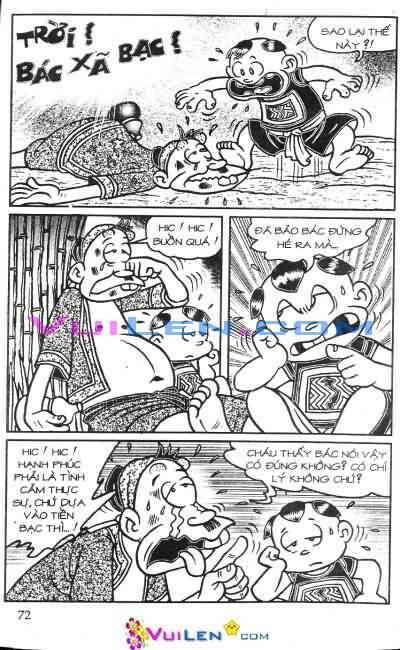 TRỜI!
BÁC XÃ BẠC!
SAO LẠI THẾ
NÀY?!
HIC! HIC!
BUỒN QUÁ!
ĐÃ BẢO BÁC ĐỪNG
HÉ RA MÀ...
VUILEN.COM
HIC! HIC!
HẠNH PHÚC
PHẢI LÀ TÌNH
CẢM THỰC
SỰ, CHỨ DỰA
VÀO TIỀN
BẠC THÌ...!
CHÁU THẤY BÁC NÓI VẬY
CÓ ĐÚNG KHÔNG? CÓ CHÍ
LÝ KHÔNG CHỨ?
72
VUILEN.COM